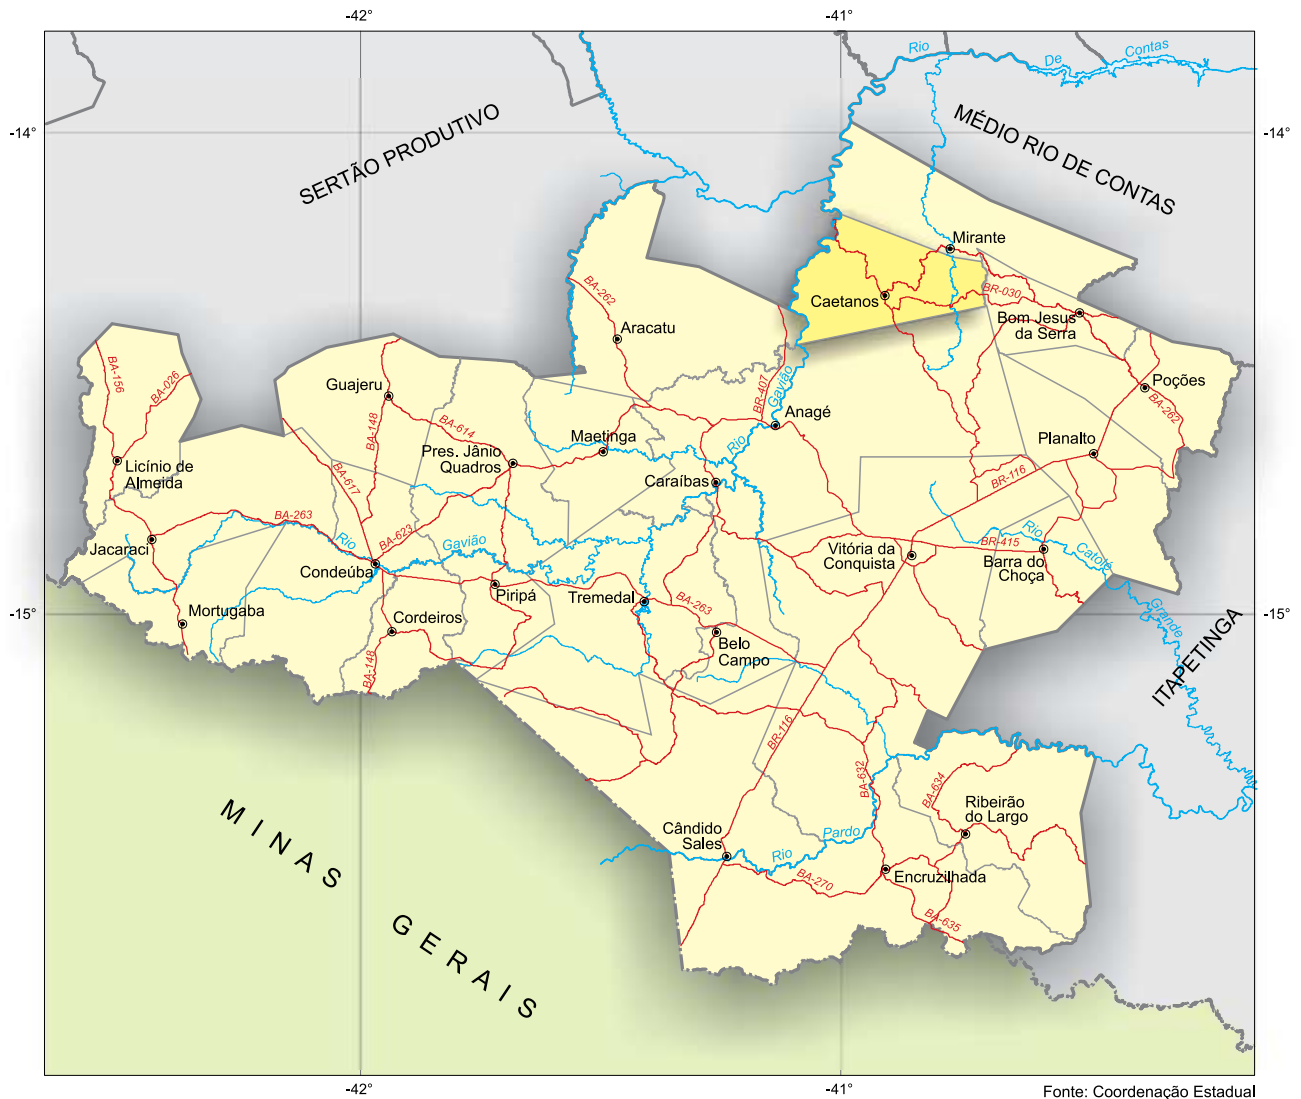 -42°
-41°
Rio
De
Contas
-14°
-14°
SERTÃO PRODUTIVO
MÉDIO RIO DE CONTAS
Mirante
BA-262
Caetanos
BR-030
Bom Jesus
da Serra
Aracatu
BA-156
BA-026
Guajeru
BR-407
Gavião
Poções
BA-262
BA-148
BA-614
Anagé
Maetinga
Rio
Planalto
Licínio de
Almeida
Pres. Jânio
Quadros
BA-617
Caraíbas
BR-116
BA-263
Rio
BA-623
Gavião
Jacaraci
Condeúba
Vitória da
Conquista
BR-415
Rio
Catolé
Barra do
Choça
Grande
Piripá
Tremedal
BA-263
Mortugaba
Cordeiros
Belo
Campo
BA-148
ITAPETINGA
BR-116
BA-632
BA-634
Ribeirão
do Largo
MINAS GERAIS
Cândido
Sales
Rio
Pardo
BA-270
Encruzilhada
BA-635
-15°
-15°
-42°
-41°
Fonte: Coordenação Estadual